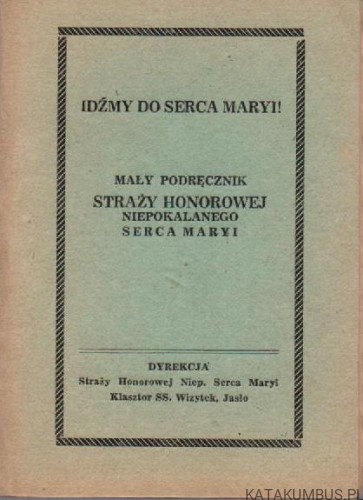 IDŹMY DO SERCA MARYI!
MAŁY PODRĘCZNIK
STRAŻY HONOROWEJ
NIEPOKALANEGO
SERCA MARYI
DYREKCJA
Straży Honorowej Niep. Serca Maryi
Klasztor SS. Wizytek, Jasło
KATAKUMBUS.PL